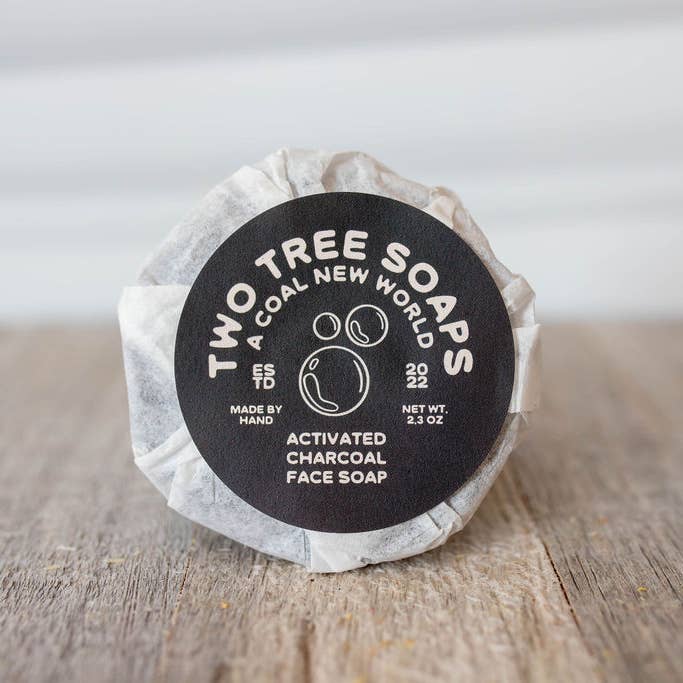 TWO TREE SOAPS
A COAL NEW WORLD
ES
TD
20
22
MADE BY
HAND
NET WT.
2,3 OZ
ACTIVATED
CHARCOAL
FACE SOAP